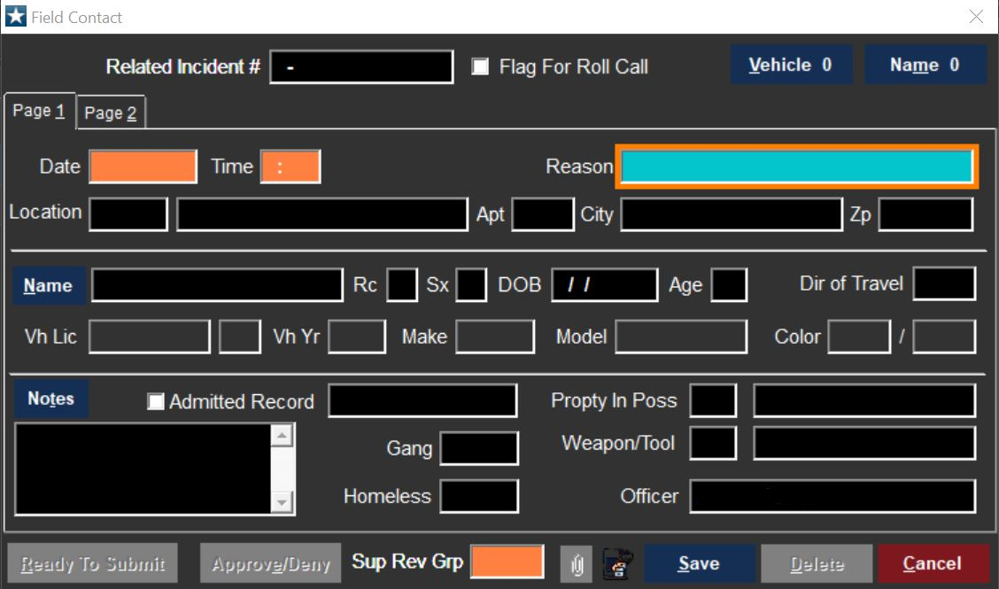 Field Contact
Related Incident # - Flag For Roll Call Vehicle 0 Name 0
Page 1 Page 2
Date Time : Reason
Location Apt City Zp
Name Rc Sx DOB / / Age Dir of Travel
Vh Lic Vh Yr Make Model Color /
Notes Admitted Record Propty In Poss
Gang Weapon/Tool
Homeless Officer
Ready To Submit Approve/Deny Sup Rev Grp Save Delete Cancel